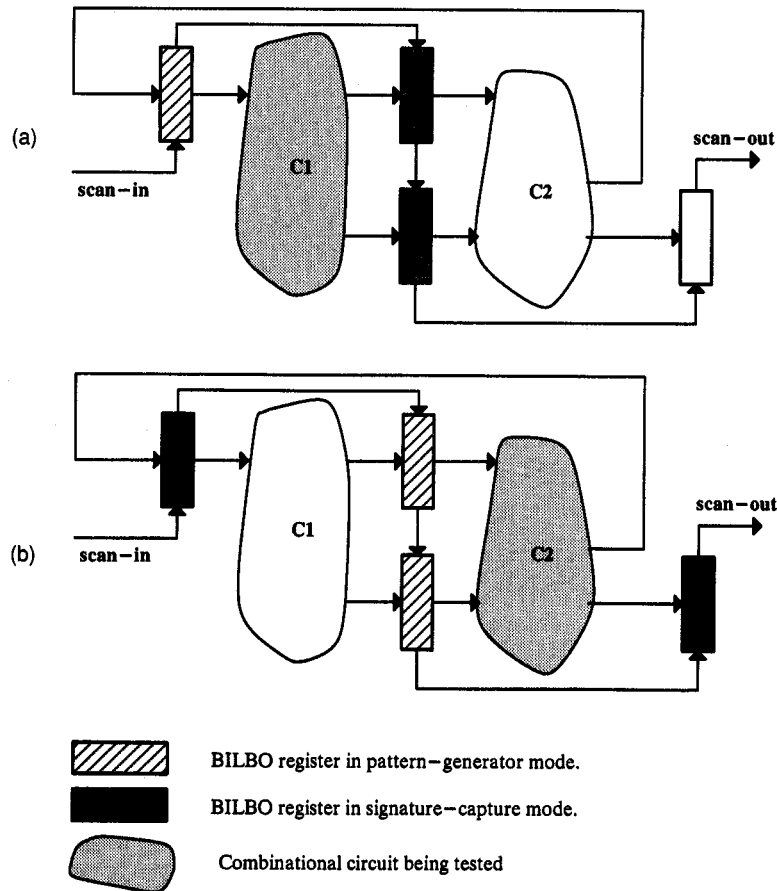 (a)
scan-in
C1
C2
scan-out
(b)
scan-in
C1
C2
scan-out
BILBO register in pattern-generator mode.
BILBO register in signature-capture mode.
Combinational circuit being tested